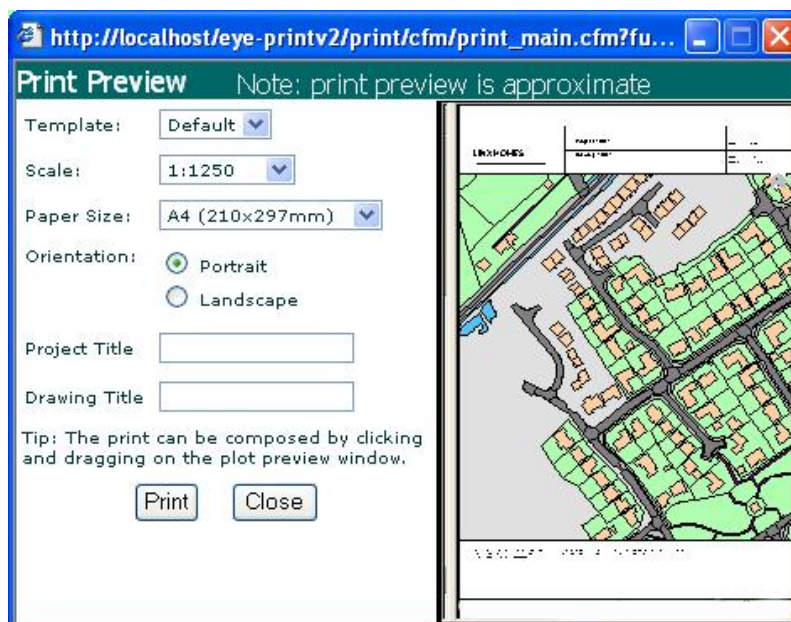 http://localhost/eye-printv2/print/cfm/print_main.cfm?fu...
Print Preview Note: print preview is approximate
Template: Default
Scale: 1:1250
Paper Size: A4 (210x297mm)
Orientation: Portrait
Landscape
Project Title
Drawing Title
Tip: The print can be composed by clicking
and dragging on the plot preview window.
Print Close